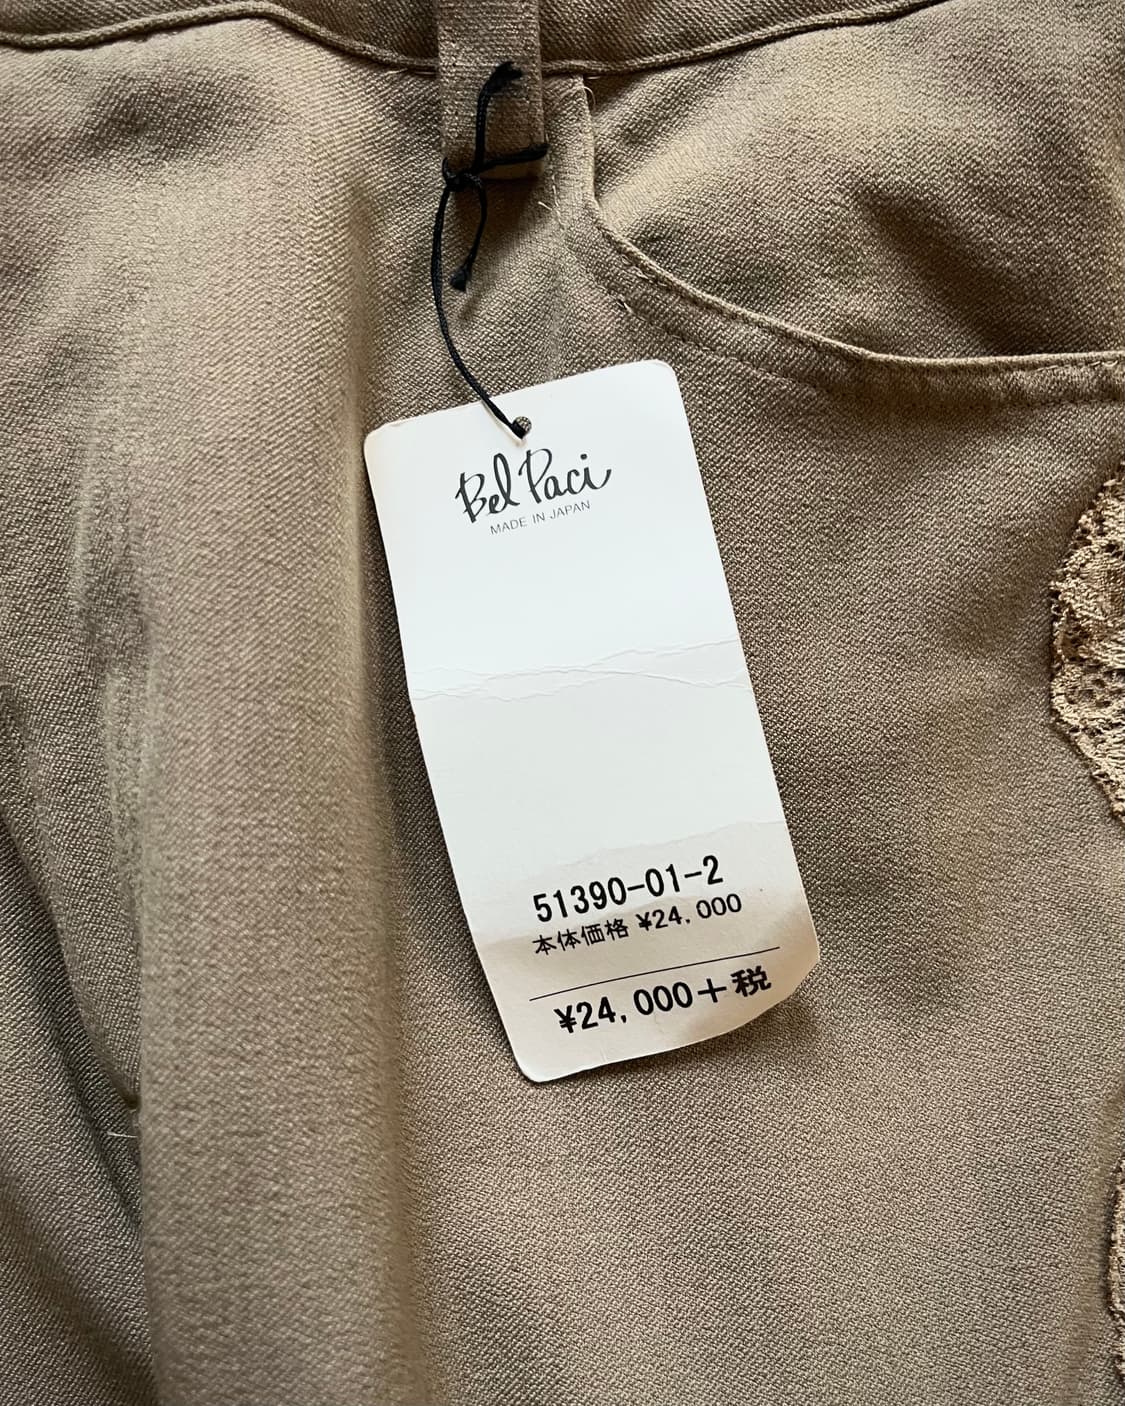 Bel Paci
MADE IN JAPAN
51390-01-2
本体価格 ¥24,000
¥24,000+税